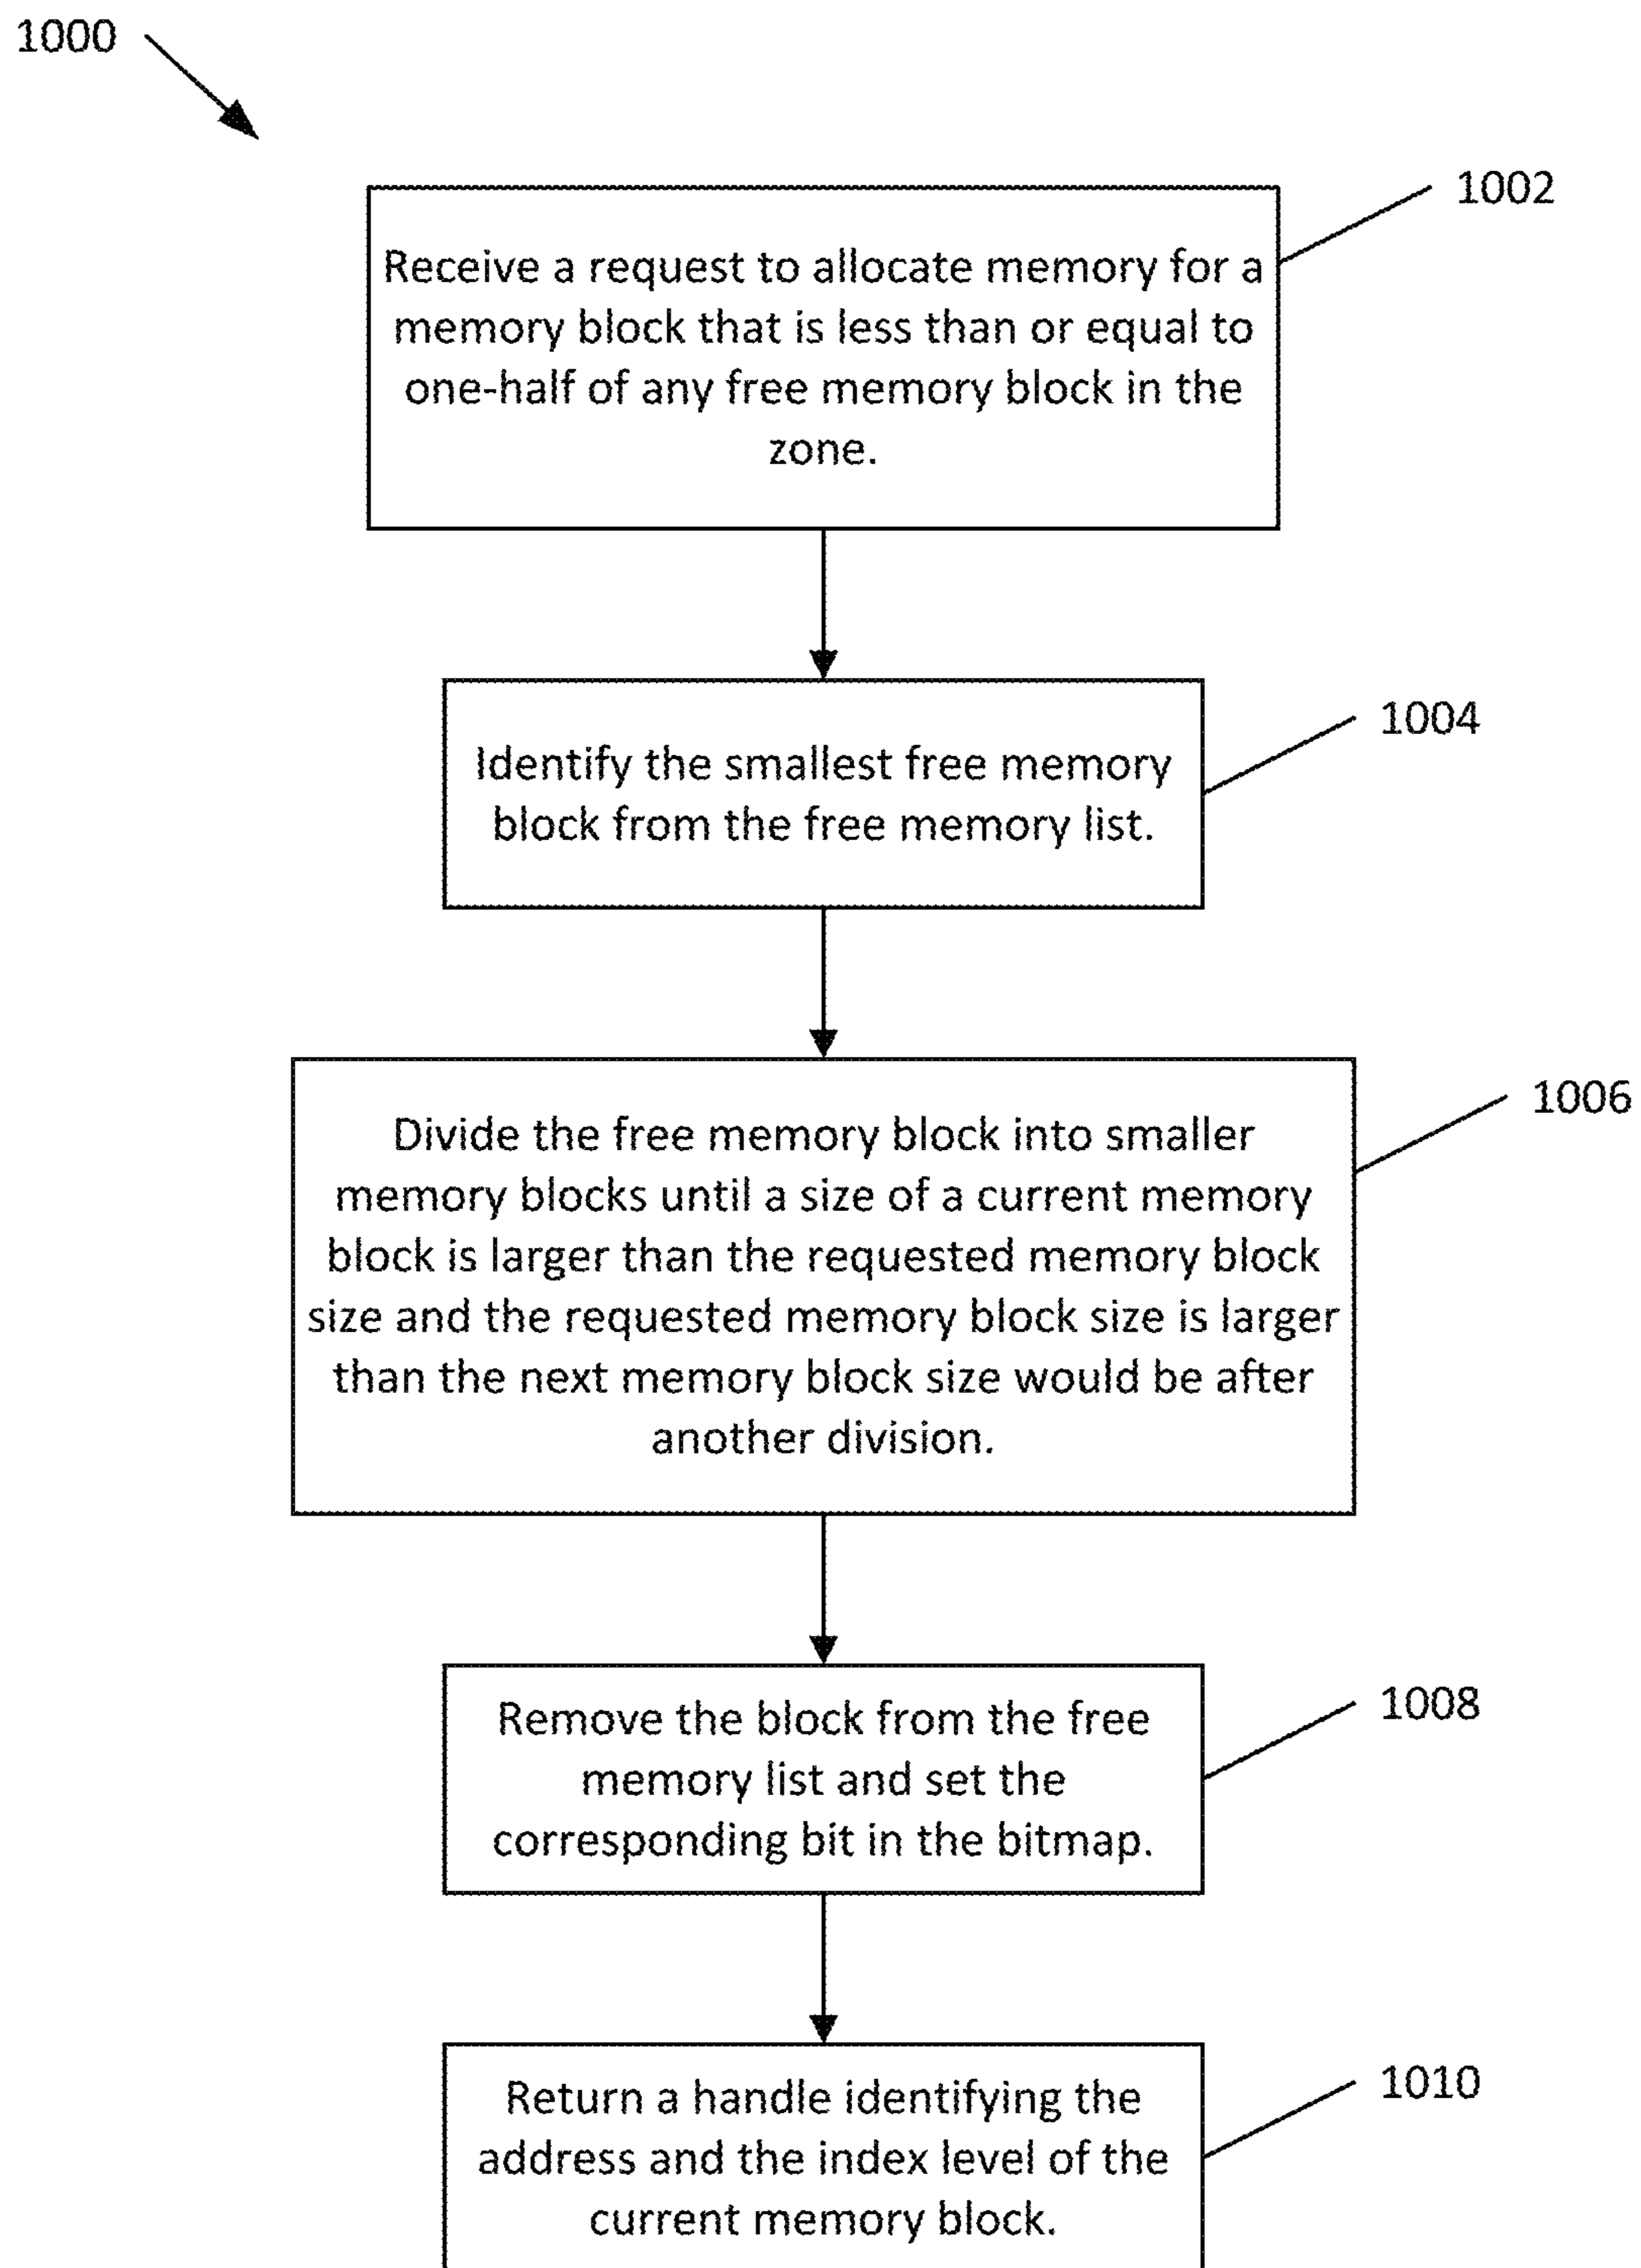 1000
1002
Receive a request to allocate memory for a
memory block that is less than or equal to
one-half of any free memory block in the
zone.
1004
Identify the smallest free memory
block from the free memory list.
1006
Divide the free memory block into smaller
memory blocks until a size of a current memory
block is larger than the requested memory block
size and the requested memory block size is larger
than the next memory block size would be after
another division.
1008
Remove the block from the free
memory list and set the
corresponding bit in the bitmap.
1010
Return a handle identifying the
address and the index level of the
current memory block.